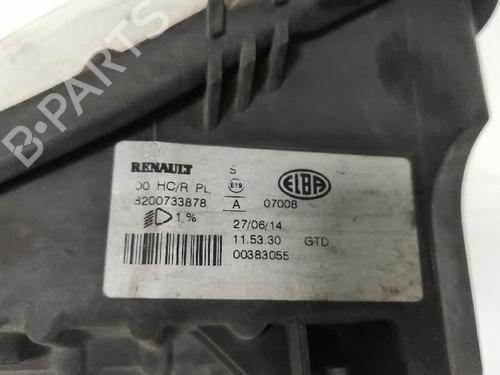 B-PARTS
RENAULT S ELBA
00 HC/R PL E19
8200733878 A 07008
1.% 27/06/14
11.53.30 GTD
00383055